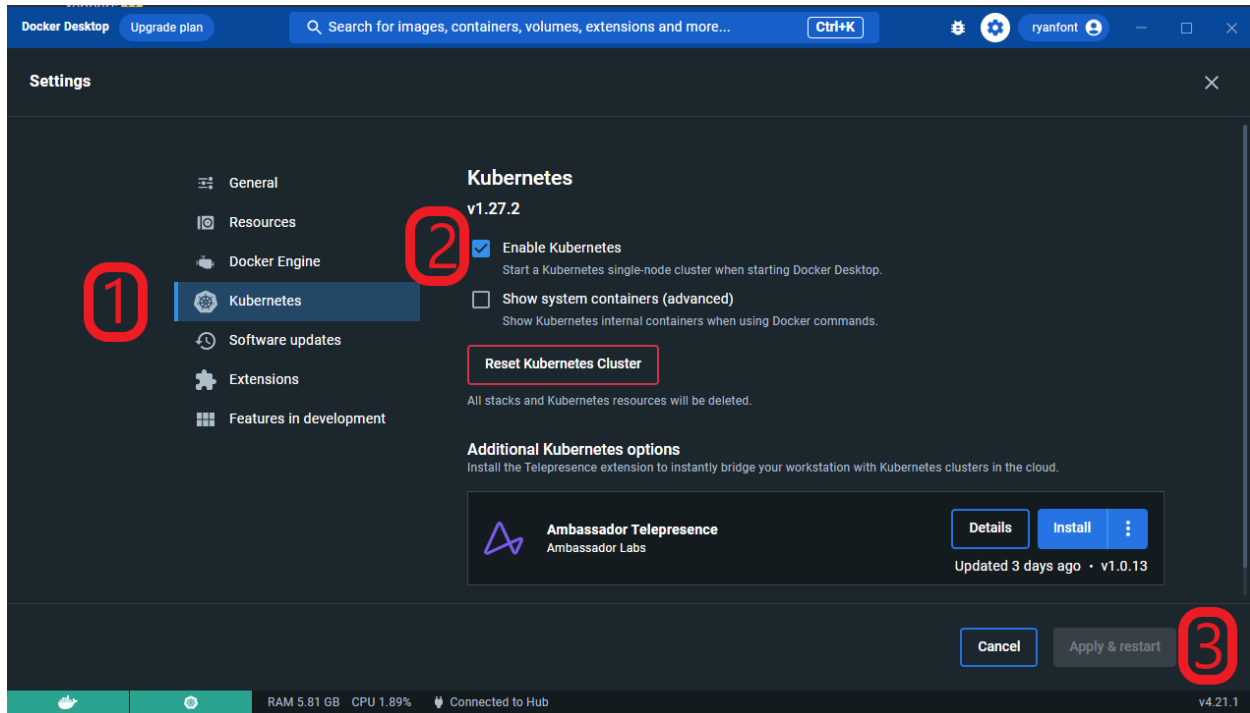 Docker Desktop Upgrade plan Search for images, containers, volumes, extensions and more... Ctrl+K ryanfont
Settings
General
Resources
Docker Engine
Kubernetes
Software updates
Extensions
Features in development
1
2
Kubernetes
v1.27.2
Enable Kubernetes
Start a Kubernetes single-node cluster when starting Docker Desktop.
Show system containers (advanced)
Show Kubernetes internal containers when using Docker commands.
Reset Kubernetes Cluster
All stacks and Kubernetes resources will be deleted.
Additional Kubernetes options
Install the Telepresence extension to instantly bridge your workstation with Kubernetes clusters in the cloud.
Ambassador Telepresence
Ambassador Labs
Details Install
Updated 3 days ago • v1.0.13
Cancel Apply & restart 3
RAM 5.81 GB CPU 1.89% Connected to Hub v4.21.1